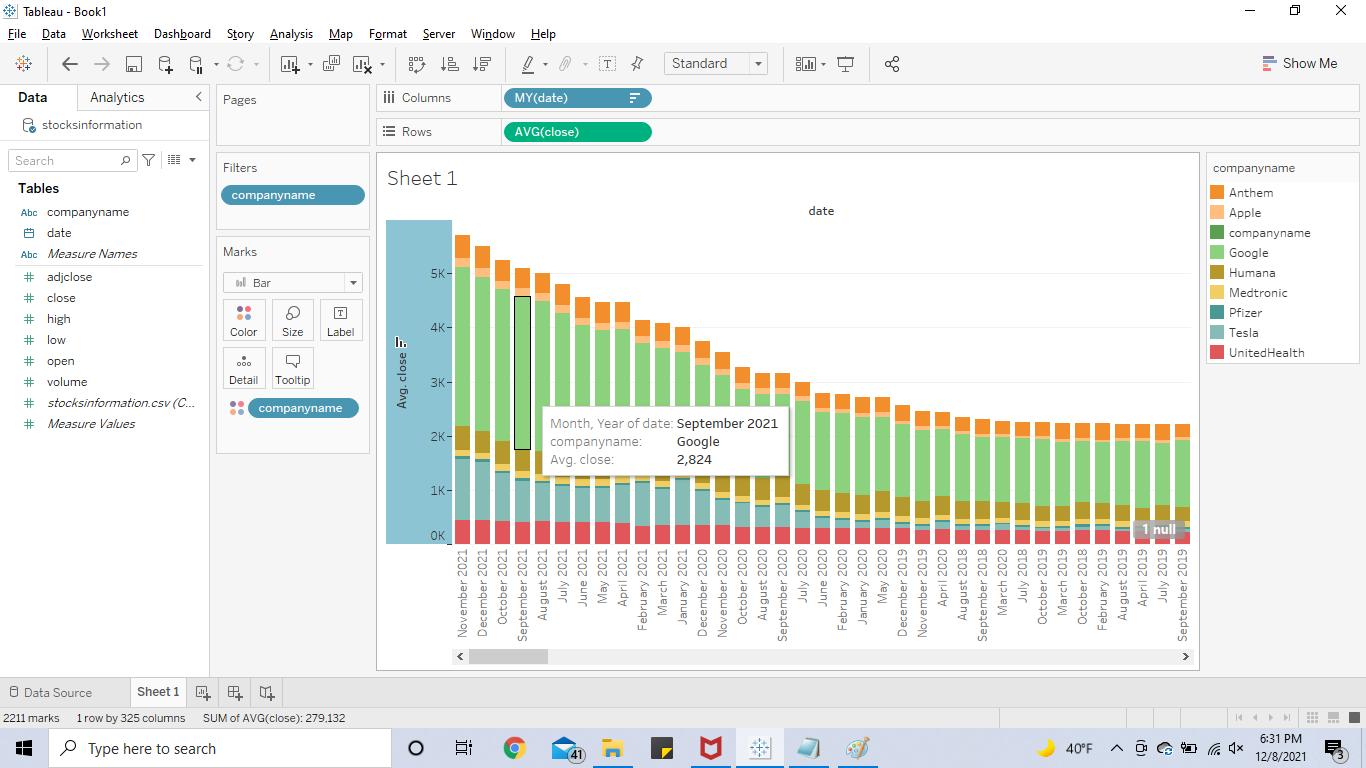 Tableau - Book1
File Data Worksheet Dashboard Story Analysis Map Format Server Window Help
Standard
Show Me
Data Analytics
stocksinformation
Search
Tables
Abc companyname
date
Abc Measure Names
adjclose
close
high
low
open
volume
stocksinformation.csv (C...
Measure Values
Pages
Filters
companyname
Marks
Bar
Color Size Label
Detail Tooltip
companyname
Columns MY(date)
Rows AVG(close)
Sheet 1
date
Avg. close
5K
4K
3K
2K
1K
0K
Month, Year of date: September 2021
companyname: Google
Avg. close: 2,824
1 null
November 2021
December 2021
October 2021
September 2021
August 2021
July 2021
June 2021
May 2021
April 2021
February 2021
March 2021
January 2021
December 2020
November 2020
October 2020
August 2020
September 2020
July 2020
June 2020
February 2020
January 2020
May 2020
December 2019
November 2019
April 2020
August 2018
September 2018
March 2020
July 2018
October 2019
March 2019
October 2018
February 2019
August 2019
April 2019
July 2019
September 2019
companyname
Anthem
Apple
companyname
Google
Humana
Medtronic
Pfizer
Tesla
UnitedHealth
Data Source Sheet 1
2211 marks 1 row by 325 columns SUM of AVG(close): 279,132
Type here to search
41
40°F
6:31 PM
12/8/2021
3